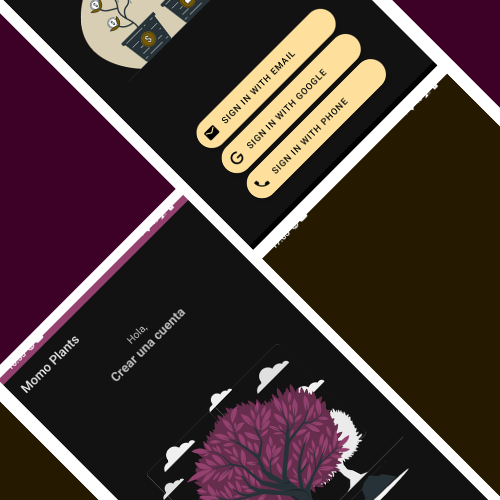 SIGN IN WITH EMAIL
SIGN IN WITH GOOGLE
SIGN IN WITH PHONE
Momo Plants
Hola,
Crear una cuenta